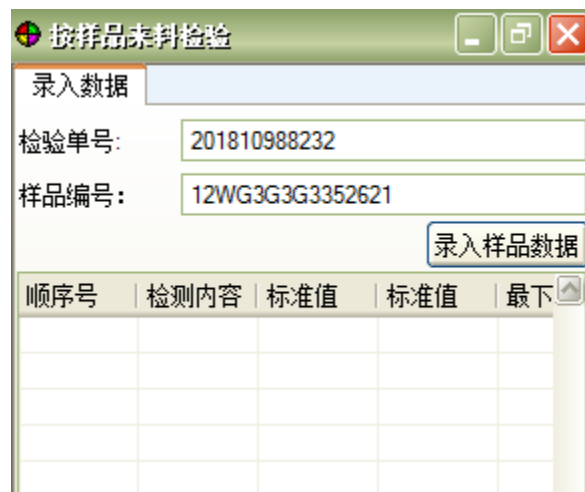 按样品来料检验
录入数据
检验单号: 201810988232
样品编号： 12WG3G3G3352621
录入样品数据
顺序号 检测内容 标准值 标准值 最下